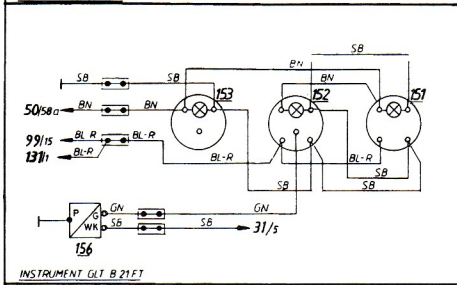 BN SB
SB SB 153 152 151
50/58a BN BN
99/15 BL-R BL-R
131/1 BL-R BL-R BL-R
SB SB SB
P G GN GN
WK SB SB 31/5
156
INSTRUMENT GLT B 21 FT